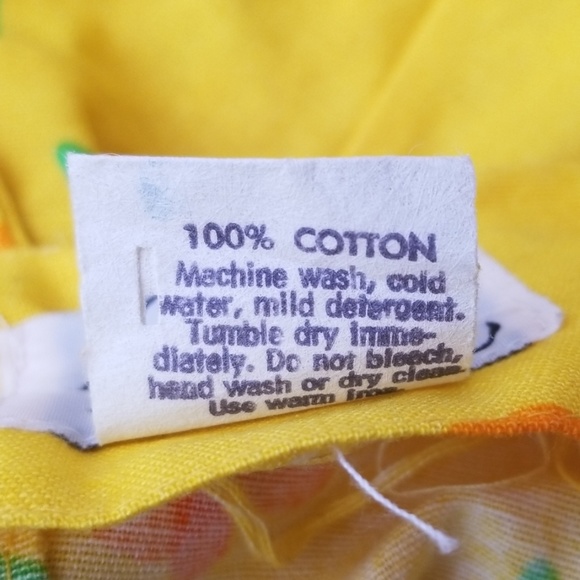 100% COTTON
Machine wash, cold
water, mild detergent.
Tumble dry imme-
diately. Do not bleach,
hand wash or dry clean.
Use warm iron.